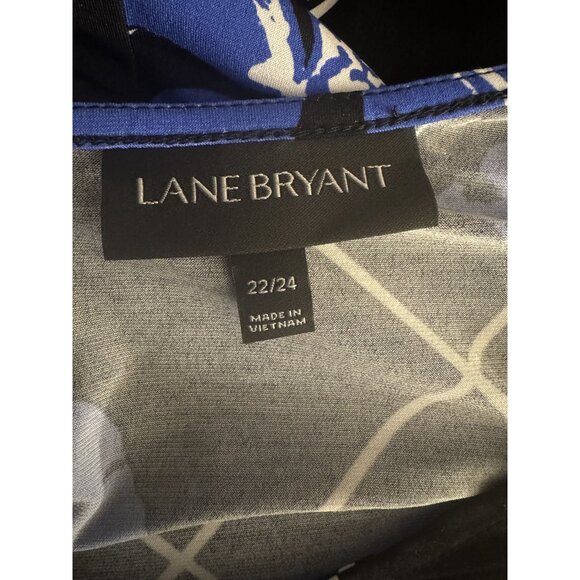 LANE BRYANT
22/24
MADE IN
VIETNAM